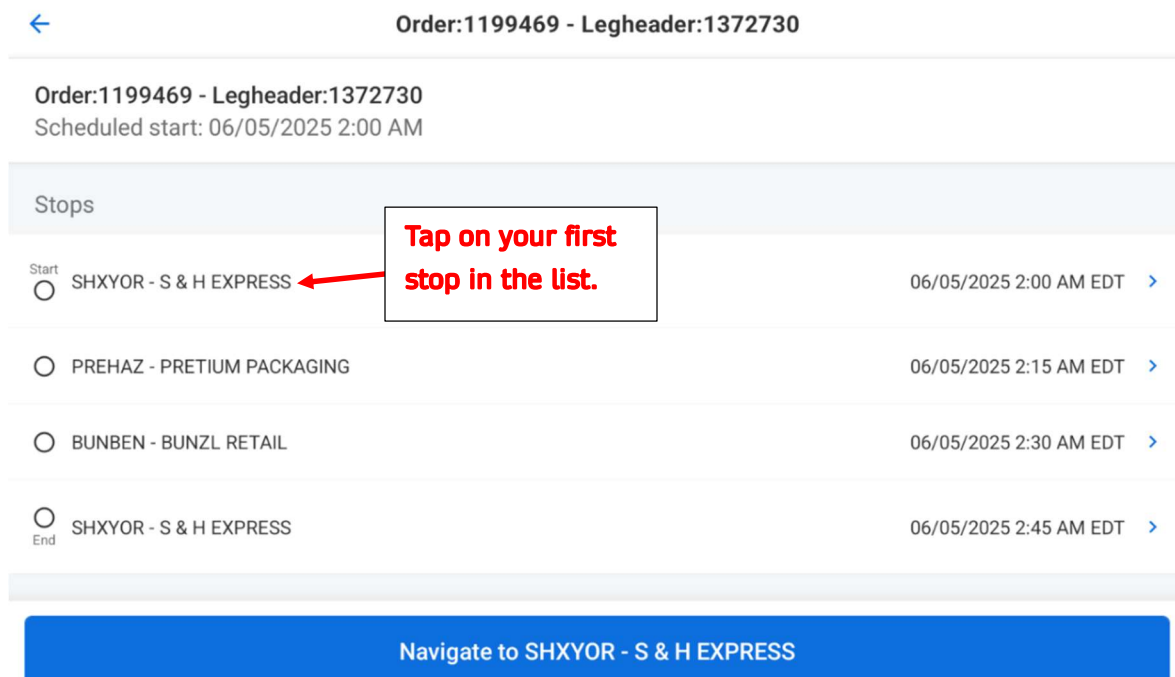 Order:1199469 - Legheader:1372730
Order:1199469 - Legheader:1372730
Scheduled start: 06/05/2025 2:00 AM
Stops
Tap on your first
stop in the list.
Start
SHXYOR - S & H EXPRESS
06/05/2025 2:00 AM EDT
PREHAZ - PRETIUM PACKAGING
06/05/2025 2:15 AM EDT
BUNBEN - BUNZL RETAIL
06/05/2025 2:30 AM EDT
SHXYOR - S & H EXPRESS
06/05/2025 2:45 AM EDT
End
Navigate to SHXYOR - S & H EXPRESS